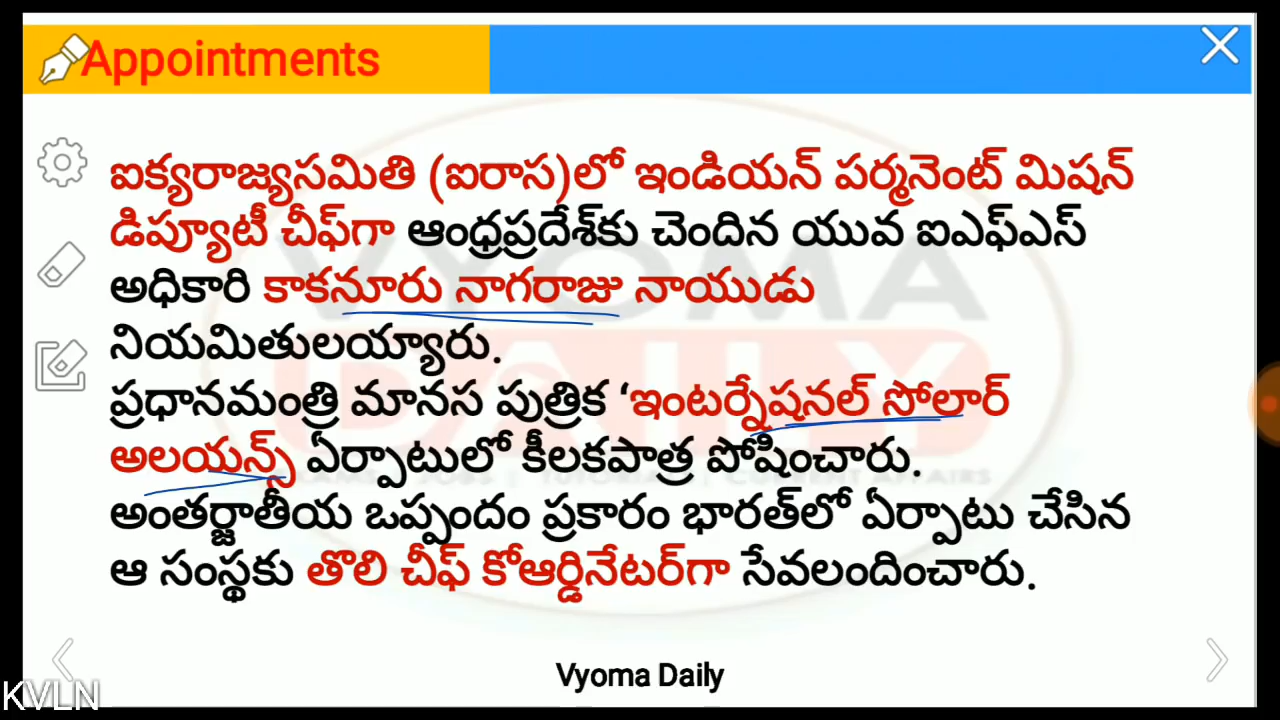 Appointments
ఐక్యరాజ్యసమితి (ఐరాస)లో ఇండియన్ పర్మనెంట్ మిషన్
డిప్యూటీ చీఫ్‌గా ఆంధ్రప్రదేశ్‌కు చెందిన యువ ఐఎఫ్ఎస్
అధికారి కాకనూరు నాగరాజు నాయుడు
నియమితులయ్యారు.
ప్రధానమంత్రి మానస పుత్రిక ‘ఇంటర్నేషనల్ సోలార్
అలయన్స్ ఏర్పాటులో కీలకపాత్ర పోషించారు.
అంతర్జాతీయ ఒప్పందం ప్రకారం భారత్‌లో ఏర్పాటు చేసిన
ఆ సంస్థకు తొలి చీఫ్ కోఆర్డినేటర్‌గా సేవలందించారు.
Vyoma Daily
KVLN
VYOMA
DAILY